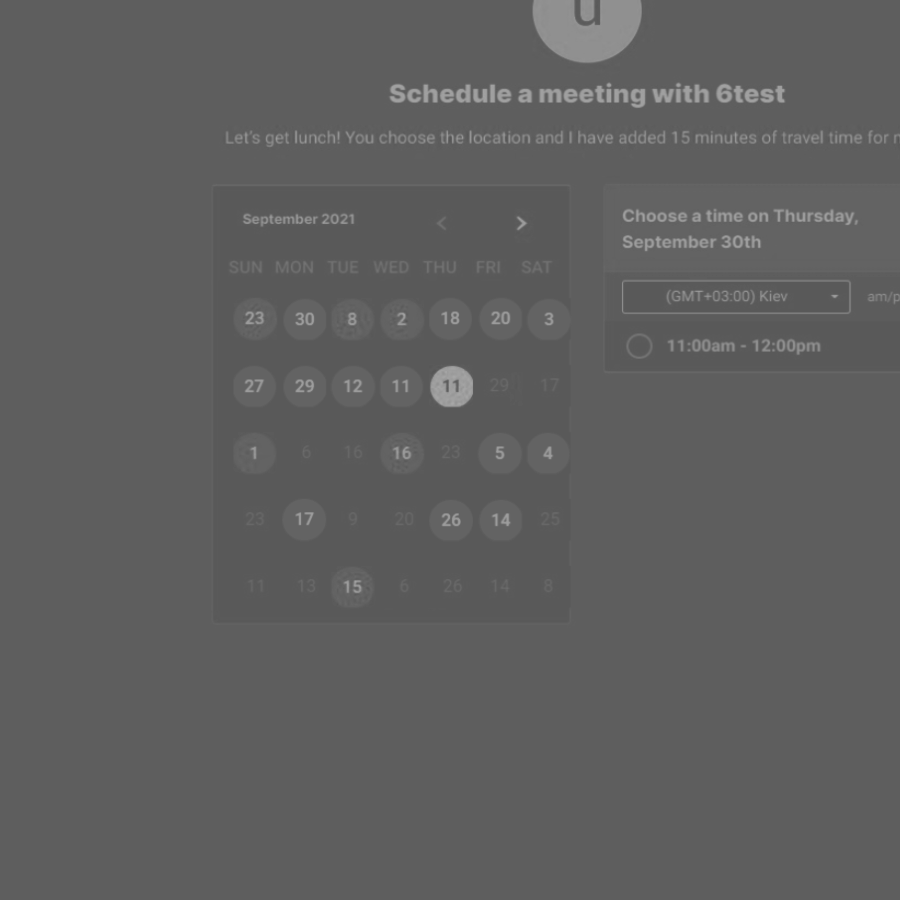 u
Schedule a meeting with 6test
Let's get lunch! You choose the location and I have added 15 minutes of travel time for
September 2021
SUN MON TUE WED THU FRI SAT
23 30 8 2 18 20 3
27 29 12 11 11 29 17
1 6 16 16 23 5 4
23 17 9 20 26 14 25
11 13 15 6 26 14 8
Choose a time on Thursday,
September 30th
(GMT+03:00) Kiev am/p
11:00am - 12:00pm